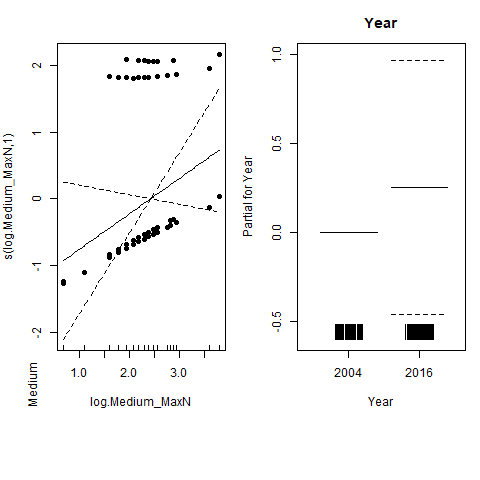 Year
s(log.Medium_MaxN,1)
-2
-1
0
1
2
1.0 2.0 3.0
log.Medium_MaxN
Medium
Partial for Year
-0.5
0.0
0.5
1.0
2004 2016
Year